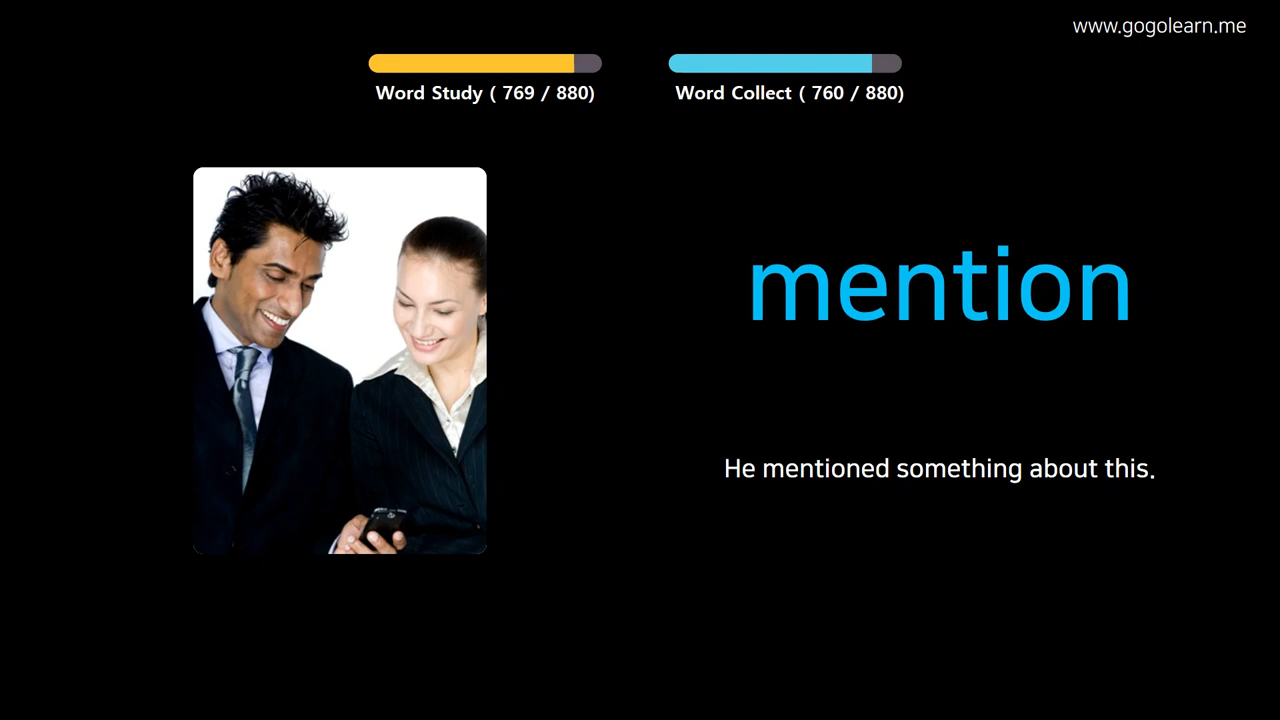 www.gogolearn.me
Word Study ( 769 / 880)
Word Collect ( 760 / 880)
mention
He mentioned something about this.